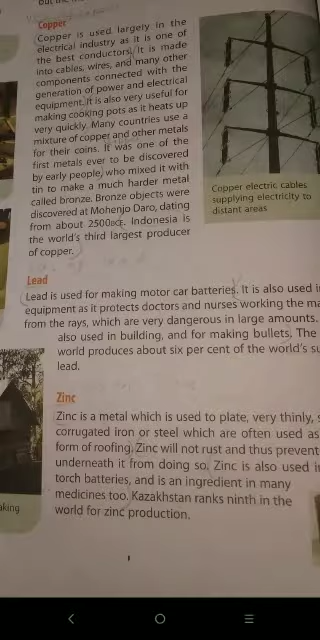 Copper
Copper is used largely in the
electrical industry as it is one of
the best conductors. It is made
into cables, wires, and many other
components connected with the
generation of power and electrical
equipment. It is also very useful for
making cooking pots as it heats up
very quickly. Many countries use a
mixture of copper and other metals
for their coins. It was one of the
first metals ever to be discovered
by early people, who mixed it with
tin to make a much harder metal
called bronze. Bronze objects were
discovered at Mohenjo Daro, dating
from about 2500BCE. Indonesia is
the world's third largest producer
of copper.
Copper electric cables
supplying electricity to
distant areas
Lead
Lead is used for making motor car batteries. It is also used i
equipment as it protects doctors and nurses working the ma
from the rays, which are very dangerous in large amounts.
also used in building, and for making bullets. The
world produces about six per cent of the world's su
lead.
Zinc
Zinc is a metal which is used to plate, very thinly, s
corrugated iron or steel which are often used as
form of roofing. Zinc will not rust and thus prevent
underneath it from doing so. Zinc is also used i
torch batteries, and is an ingredient in many
medicines too. Kazakhstan ranks ninth in the
world for zinc production.
aking